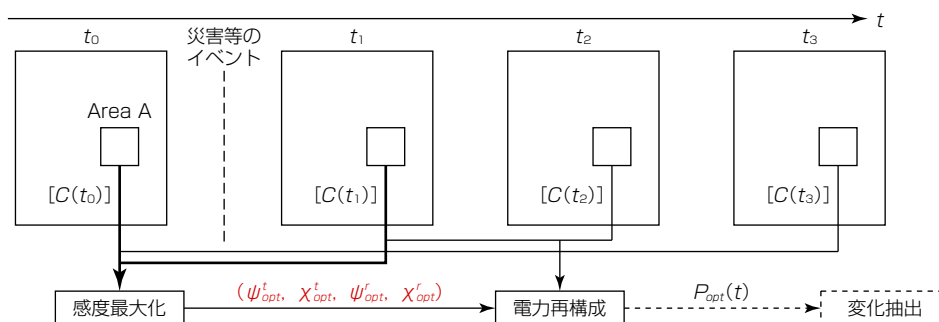 t
t₀ 災害等の t₁ t₂ t₃
イベント
Area A
[C(t₀)] [C(t₁)] [C(t₂)] [C(t₃)]
感度最大化 (ψᵗₒₚₜ, χᵗₒₚₜ, ψʳₒₚₜ, χʳₒₚₜ) 電力再構成 Pₒₚₜ(t) 変化抽出